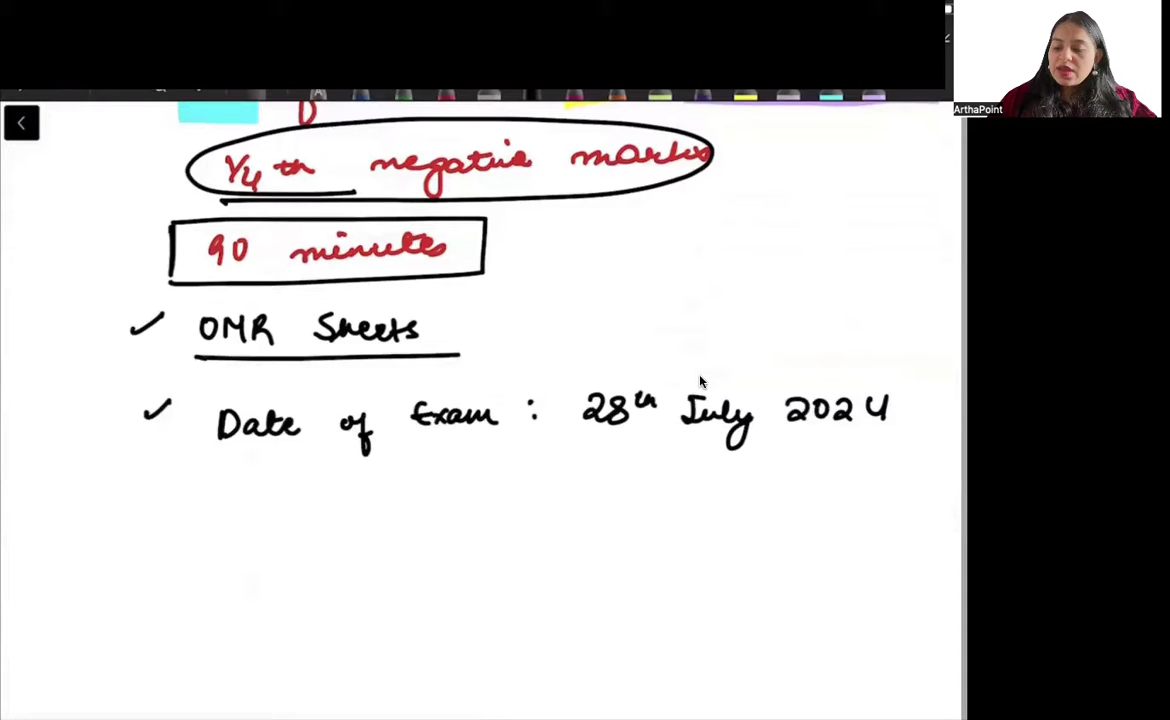 ArthaPoint
1/4th negative marks
90 minutes
OMR Sheets
Date of Exam : 28th July 2024